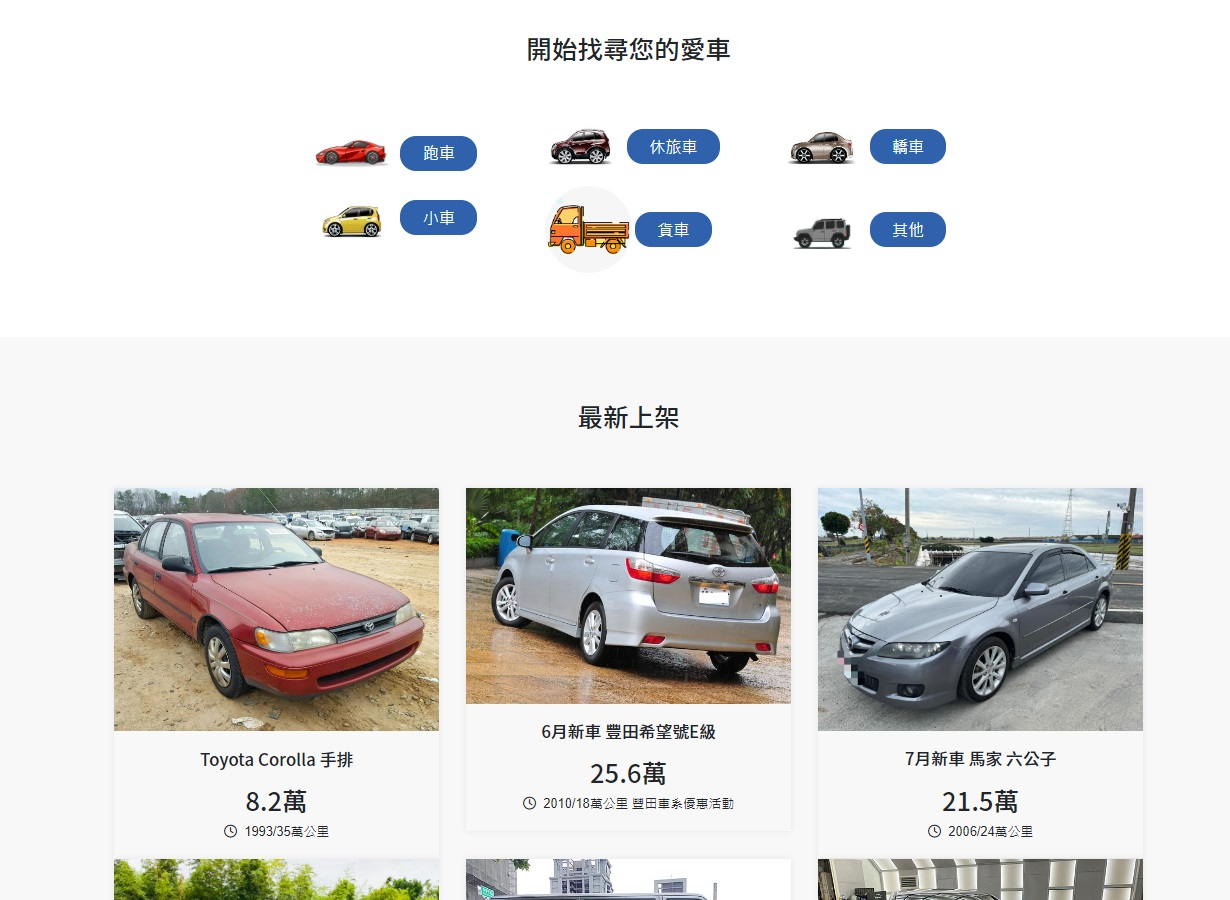 開始找尋您的愛車
跑車
休旅車
轎車
小車
貨車
其他
最新上架
Toyota Corolla 手排
8.2萬
1993/35萬公里
6月新車 豐田希望號E級
25.6萬
2010/18萬公里 豐田車系優惠活動
7月新車 馬家 六公子
21.5萬
2006/24萬公里